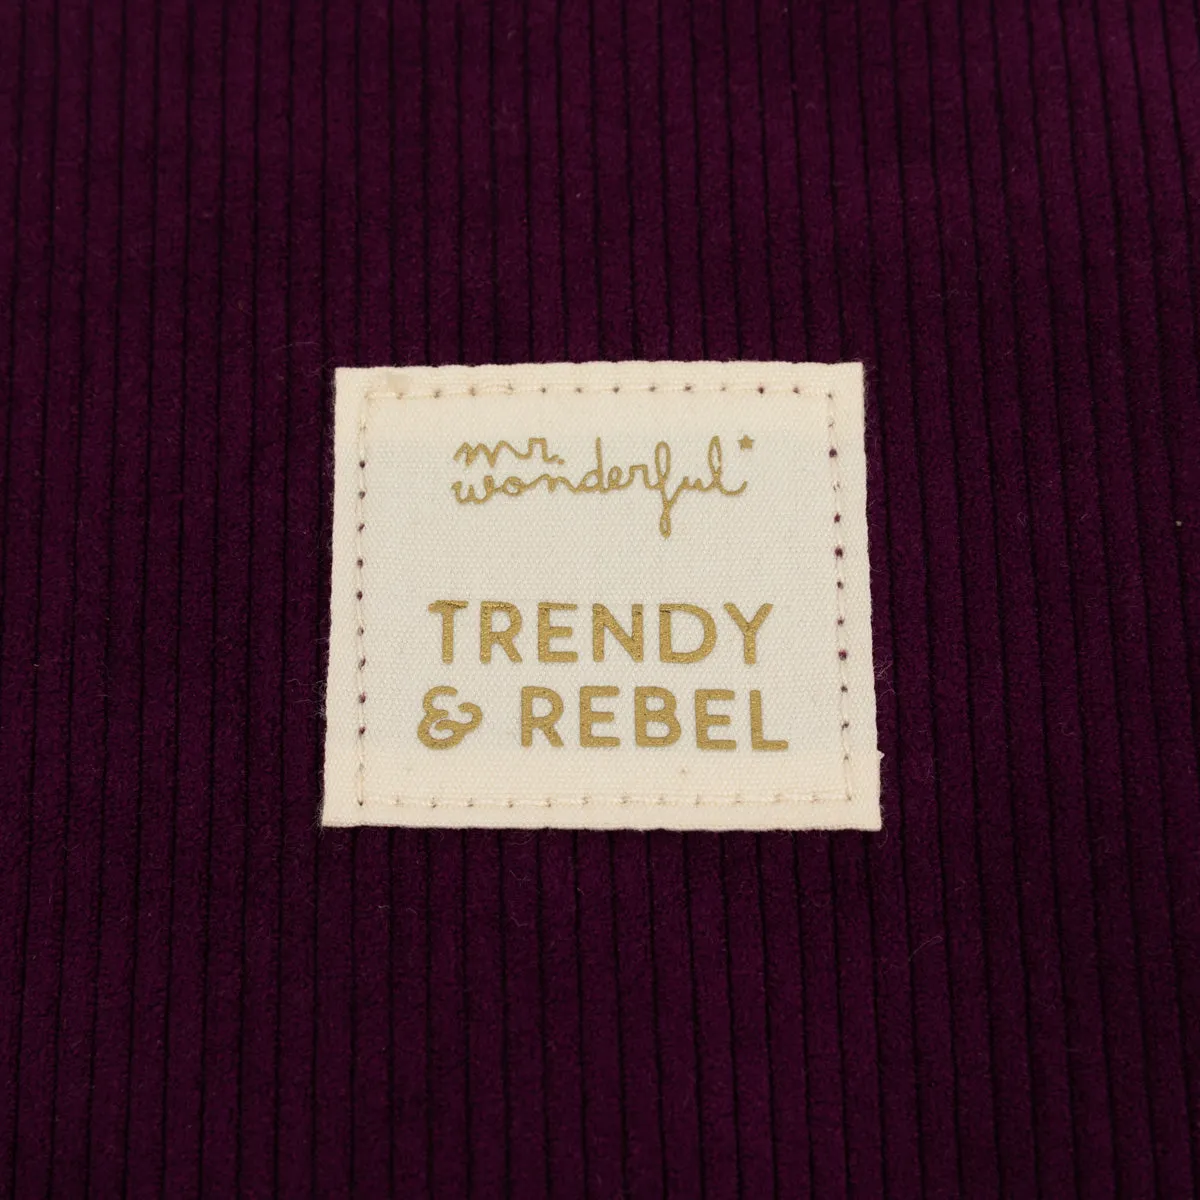 mr.
wonderful*
TRENDY
& REBEL